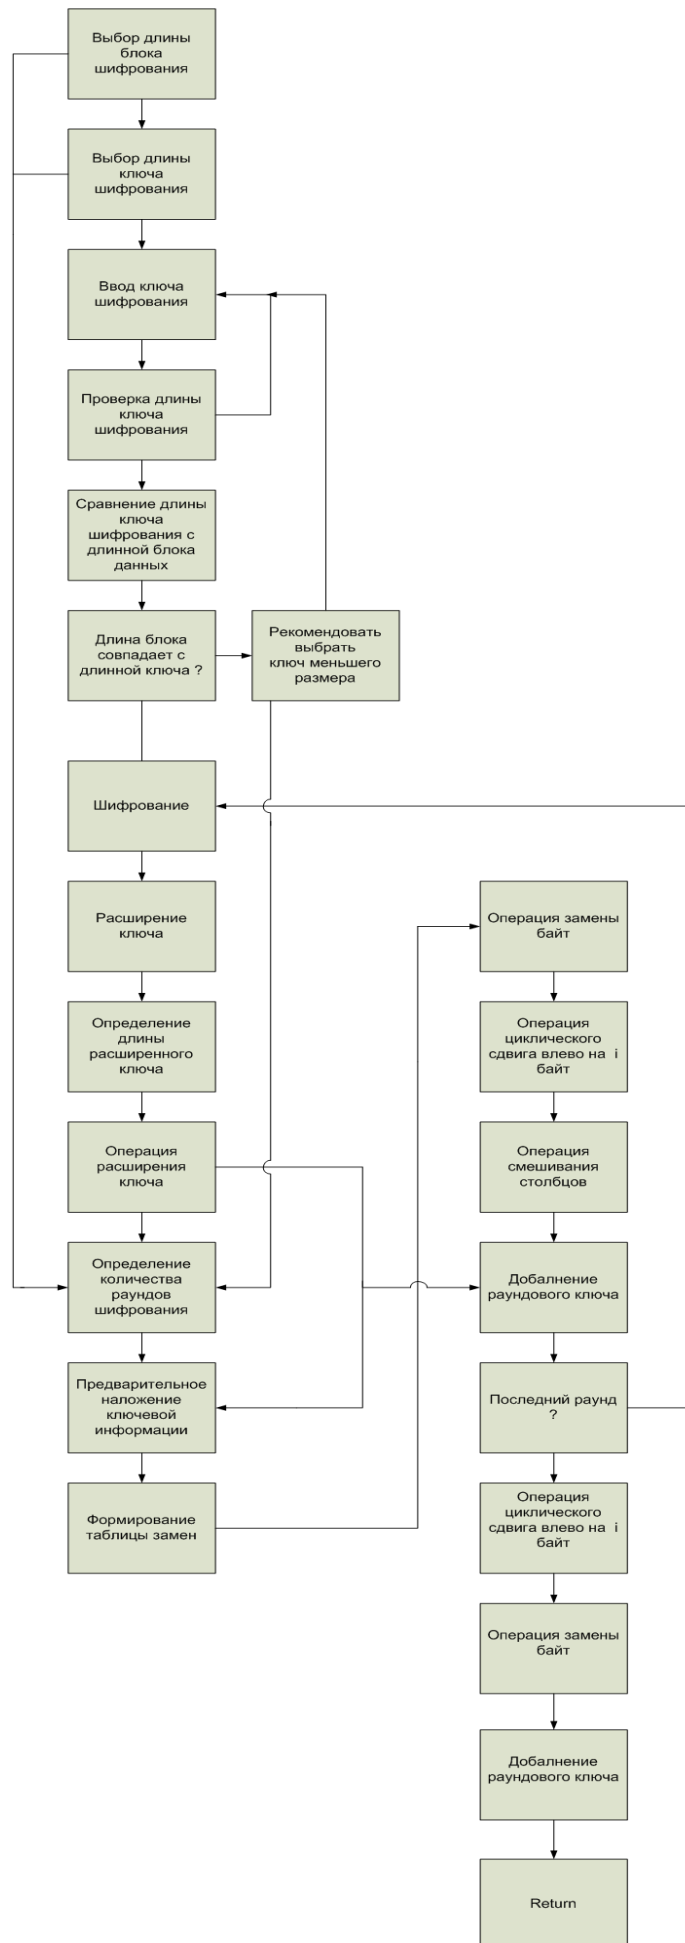 Выбор длины
блока
шифрования
Выбор длины
ключа
шифрования
Ввод ключа
шифрования
Проверка длины
ключа
шифрования
Сравнение длины
ключа
шифрования с
длинной блока
данных
Длина блока
совпадает с
длинной ключа ?
Рекомендовать
выбрать
ключ меньшего
размера
Шифрование
Расширение
ключа
Определение
длины
расширенного
ключа
Операция
расширения
ключа
Определение
количества
раундов
шифрования
Предварительное
наложение
ключевой
информации
Формирование
таблицы замен
Операция замены
байт
Операция
циклического
сдвига влево на i
байт
Операция
смешивания
столбцов
Добалнение
раундового ключа
Последний раунд
?
Операция
циклического
сдвига влево на i
байт
Операция замены
байт
Добалнение
раундового ключа
Return